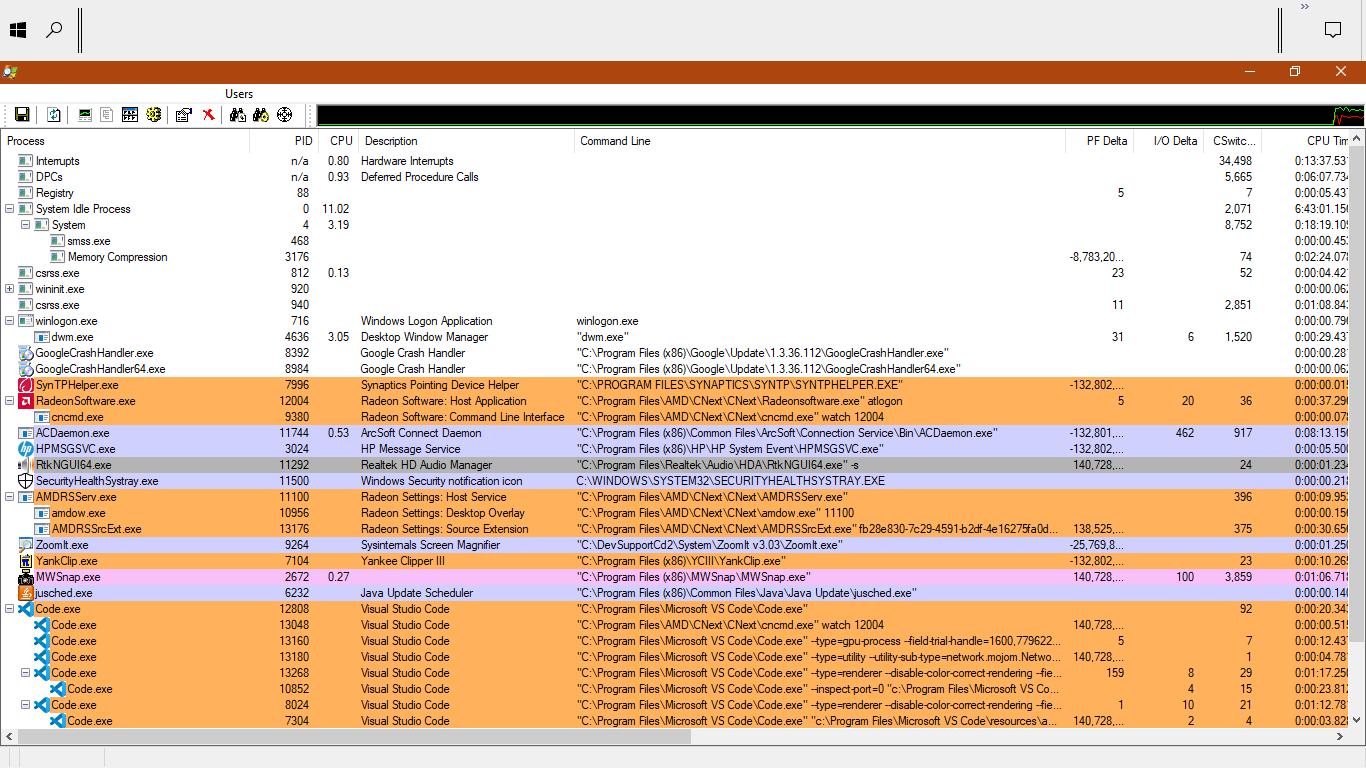 »
Users
Process PID CPU Description Command Line PF Delta I/O Delta CSwitc... CPU Tim
Interrupts n/a 0.80 Hardware Interrupts 34,498 0:13:37.53
DPCs n/a 0.93 Deferred Procedure Calls 5,665 0:06:07.73
Registry 88 5 7 0:00:05.43
System Idle Process 0 11.02 2,071 6:43:01.15
System 4 3.19 8,752 0:18:19.10
smss.exe 468 0:00:00.45
Memory Compression 3176 -8,783,20... 74 0:02:24.07
csrss.exe 812 0.13 23 52 0:00:04.42
wininit.exe 920 0:00:00.06
csrss.exe 940 11 2,851 0:01:08.84
winlogon.exe 716 Windows Logon Application winlogon.exe 0:00:00.79
dwm.exe 4636 3.05 Desktop Window Manager "dwm.exe" 31 6 1,520 0:00:29.43
GoogleCrashHandler.exe 8392 Google Crash Handler "C:\Program Files (x86)\Google\Update\1.3.36.112\GoogleCrashHandler.exe" 0:00:00.28
GoogleCrashHandler64.exe 8984 Google Crash Handler "C:\Program Files (x86)\Google\Update\1.3.36.112\GoogleCrashHandler64.exe" 0:00:00.06
SynTPHelper.exe 7996 Synaptics Pointing Device Helper "C:\PROGRAM FILES\SYNAPTICS\SYNTP\SYNTPHELPER.EXE" -132,802,... 0:00:00.01
RadeonSoftware.exe 12004 Radeon Software: Host Application "C:\Program Files\AMD\CNext\CNext\Radeonsoftware.exe" atlogon 5 20 36 0:00:37.29
cncmd.exe 9380 Radeon Software: Command Line Interface "C:\Program Files\AMD\CNext\CNext\cncmd.exe" watch 12004 0:00:00.07
ACDaemon.exe 11744 0.53 ArcSoft Connect Daemon "C:\Program Files (x86)\Common Files\ArcSoft\Connection Service\Bin\ACDaemon.exe" -132,801,... 462 917 0:08:13.15
HPMSGSVC.exe 3024 HP Message Service "C:\Program Files (x86)\HP\HP System Event\HPMSGSVC.exe" -132,802,... 0:00:05.50
RtkNGUI64.exe 11292 Realtek HD Audio Manager "C:\Program Files\Realtek\Audio\HDA\RtkNGUI64.exe" -s 140,728,... 24 0:00:01.23
SecurityHealthSystray.exe 11500 Windows Security notification icon C:\WINDOWS\SYSTEM32\SECURITYHEALTHSYSTRAY.EXE 0:00:00.21
AMDRSServ.exe 11100 Radeon Settings: Host Service "C:\Program Files\AMD\CNext\CNext\AMDRSServ.exe" 396 0:00:09.95
amdow.exe 10956 Radeon Settings: Desktop Overlay "C:\Program Files\AMD\CNext\CNext\amdow.exe" 11100 0:00:00.15
AMDRSSrcExt.exe 13176 Radeon Settings: Source Extension "C:\Program Files\AMD\CNext\CNext\AMDRSSrcExt.exe" fb28e830-7c29-4591-b2df-4e16275fa0d... 138,525,... 375 0:00:30.65
ZoomIt.exe 9264 Sysinternals Screen Magnifier "C:\DevSupportCd2\System\ZoomIt v3.03\ZoomIt.exe" -25,769,8... 0:00:01.25
YankClip.exe 7104 Yankee Clipper III "C:\Program Files (x86)\YCIII\YankClip.exe" -132,802,... 23 0:00:10.26
MWSnap.exe 2672 0.27 "C:\Program Files (x86)\MWSnap\MWSnap.exe" 140,728,... 100 3,859 0:01:06.71
jusched.exe 6232 Java Update Scheduler "C:\Program Files (x86)\Common Files\Java\Java Update\jusched.exe" 0:00:00.14
Code.exe 12808 Visual Studio Code "C:\Program Files\Microsoft VS Code\Code.exe" 92 0:00:20.34
Code.exe 13048 Visual Studio Code "C:\Program Files\AMD\CNext\CNext\cncmd.exe" watch 12004 140,728,... 0:00:00.51
Code.exe 13160 Visual Studio Code "C:\Program Files\Microsoft VS Code\Code.exe" --type=gpu-process --field-trial-handle=1600,779622... 5 7 0:00:12.43
Code.exe 13180 Visual Studio Code "C:\Program Files\Microsoft VS Code\Code.exe" --type=utility --utility-sub-type=network.mojom.Netwo... 140,728,... 1 0:00:04.78
Code.exe 13268 Visual Studio Code "C:\Program Files\Microsoft VS Code\Code.exe" --type=renderer --disable-color-correct-rendering --fie... 159 8 29 0:01:17.25
Code.exe 10852 Visual Studio Code "C:\Program Files\Microsoft VS Code\Code.exe" --inspect-port=0 "c:\Program Files\Microsoft VS Co... 4 15 0:00:23.81
Code.exe 8024 Visual Studio Code "C:\Program Files\Microsoft VS Code\Code.exe" --type=renderer --disable-color-correct-rendering --fie... 1 10 21 0:01:12.78
Code.exe 7304 Visual Studio Code "C:\Program Files\Microsoft VS Code\Code.exe" "c:\Program Files\Microsoft VS Code\resources\a... 140,728,... 2 4 0:00:03.82